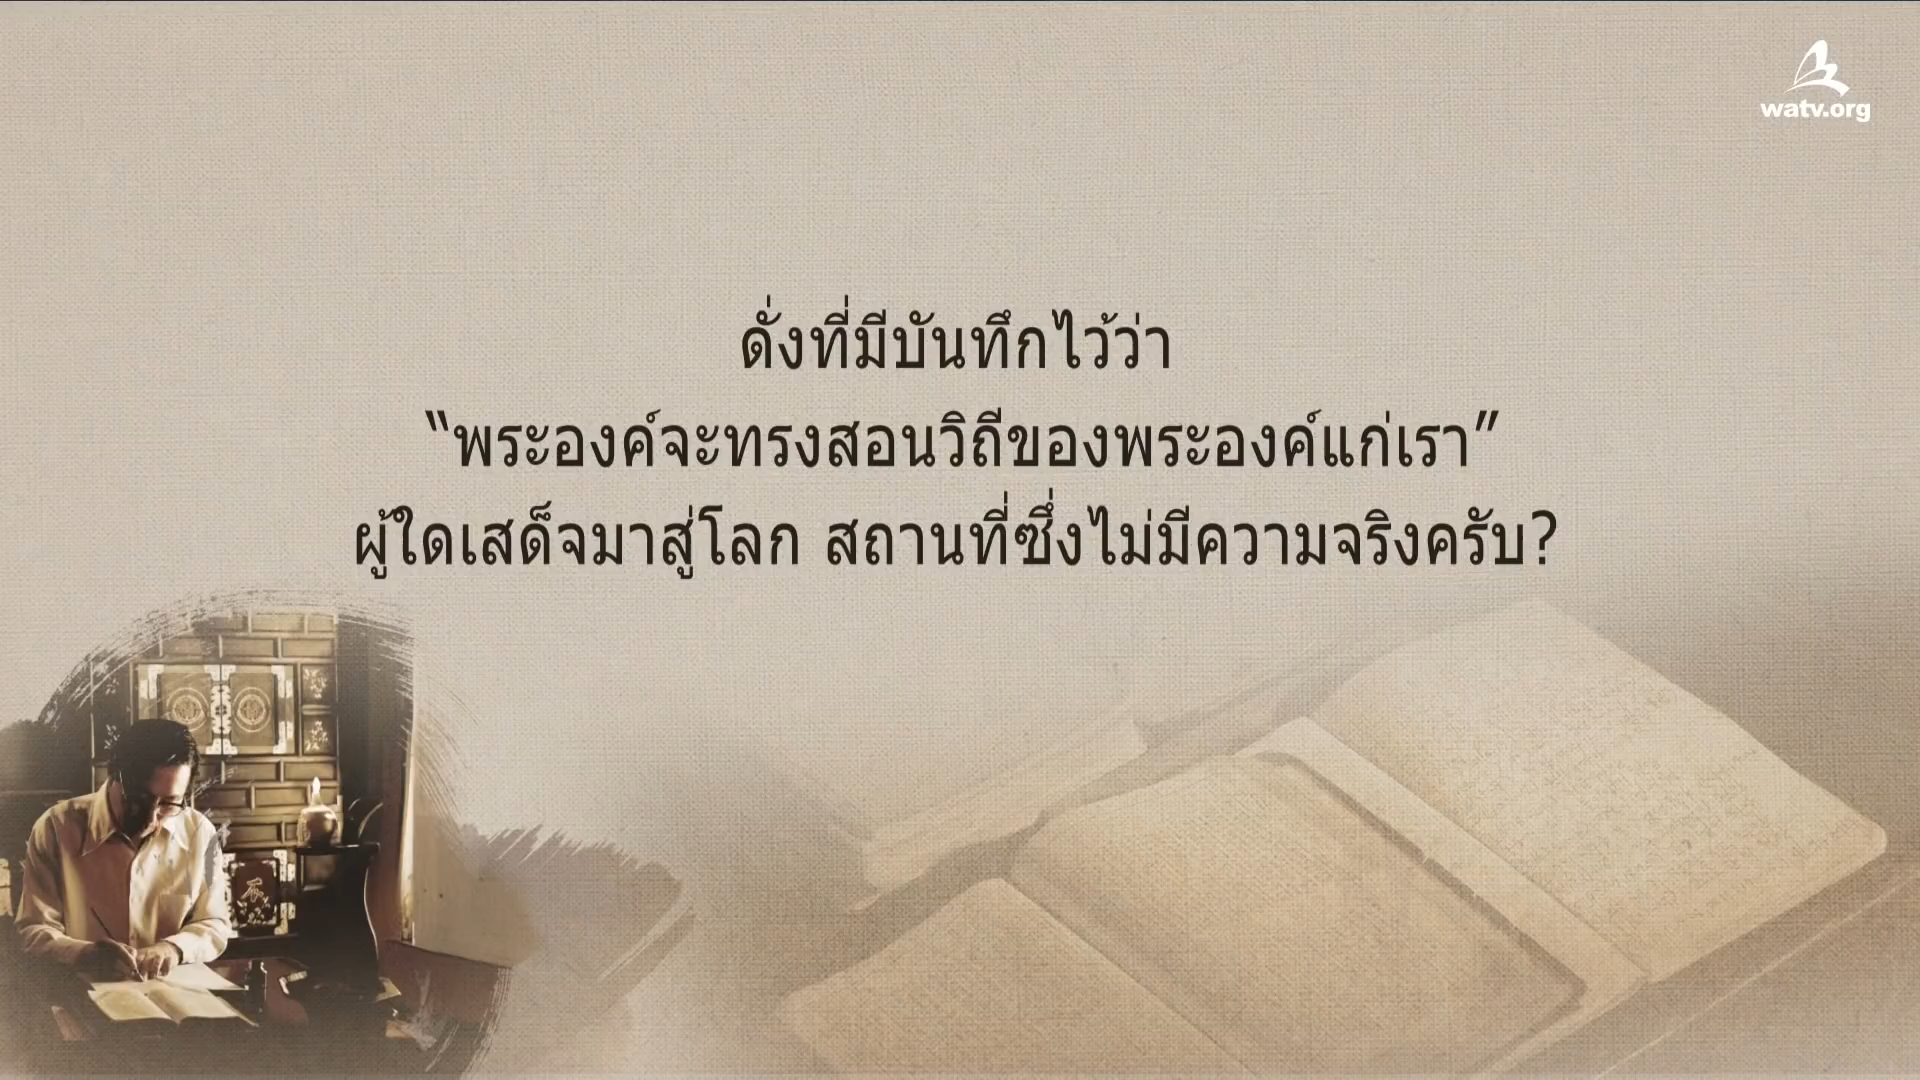 watv.org
ดั่งที่มีบันทึกไว้ว่า
“พระองค์จะทรงสอนวิถีของพระองค์แก่เรา”
ผู้ใดเสด็จมาสู่โลก สถานที่ซึ่งไม่มีความจริงครับ?